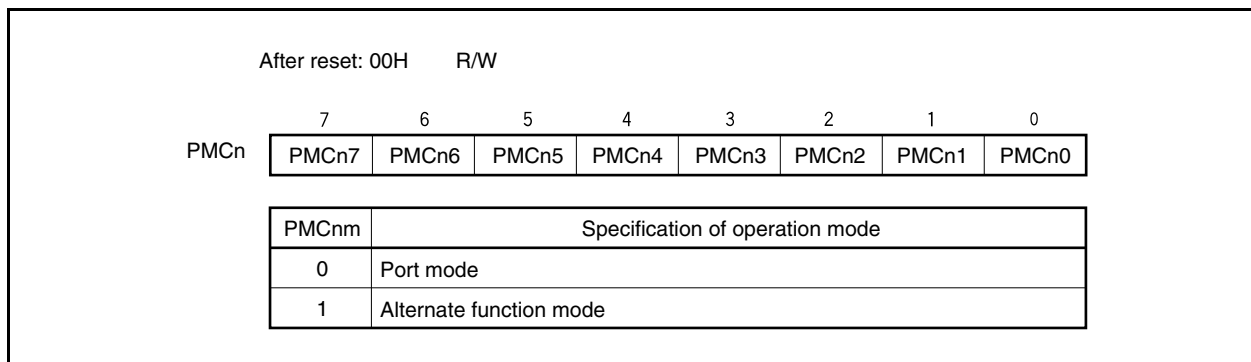 After reset: 00H R/W
7 6 5 4 3 2 1 0
PMCn PMCn7 PMCn6 PMCn5 PMCn4 PMCn3 PMCn2 PMCn1 PMCn0
PMCnm Specification of operation mode
0 Port mode
1 Alternate function mode